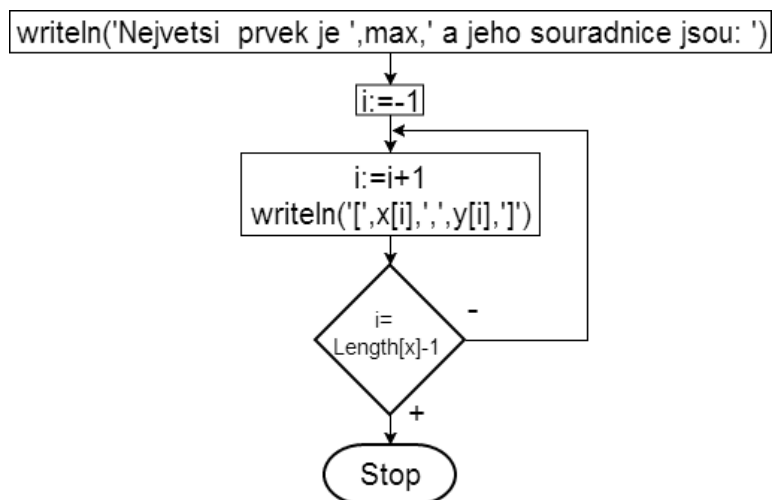 writeln('Nejvetsi  prvek je ',max,' a jeho souradnice jsou: ')
i:=-1
i:=i+1
writeln('[',x[i],',',y[i],']')
i=
Length[x]-1
-
+
Stop